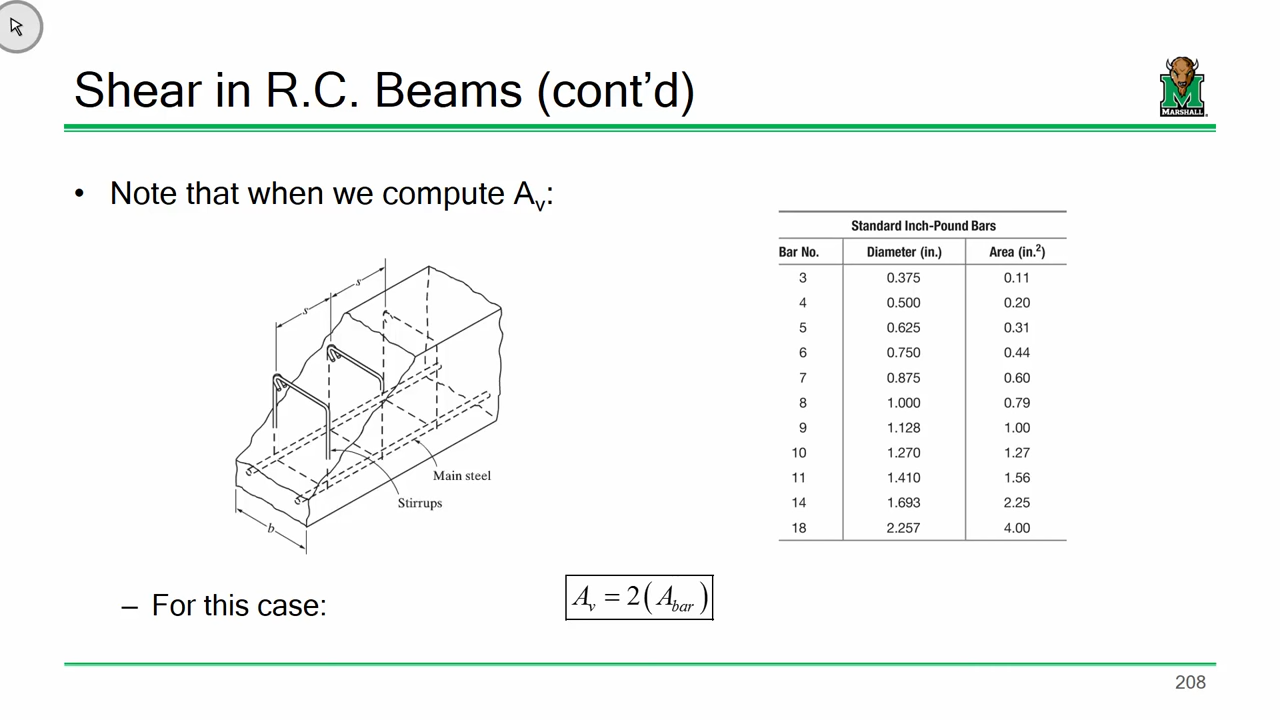 Shear in R.C. Beams (cont’d)
MARSHALL
• Note that when we compute Av:
s
s
Main steel
Stirrups
b
Standard Inch-Pound Bars
Bar No. Diameter (in.) Area (in.²)
3 0.375 0.11
4 0.500 0.20
5 0.625 0.31
6 0.750 0.44
7 0.875 0.60
8 1.000 0.79
9 1.128 1.00
10 1.270 1.27
11 1.410 1.56
14 1.693 2.25
18 2.257 4.00
– For this case: Av = 2(Abar)
208